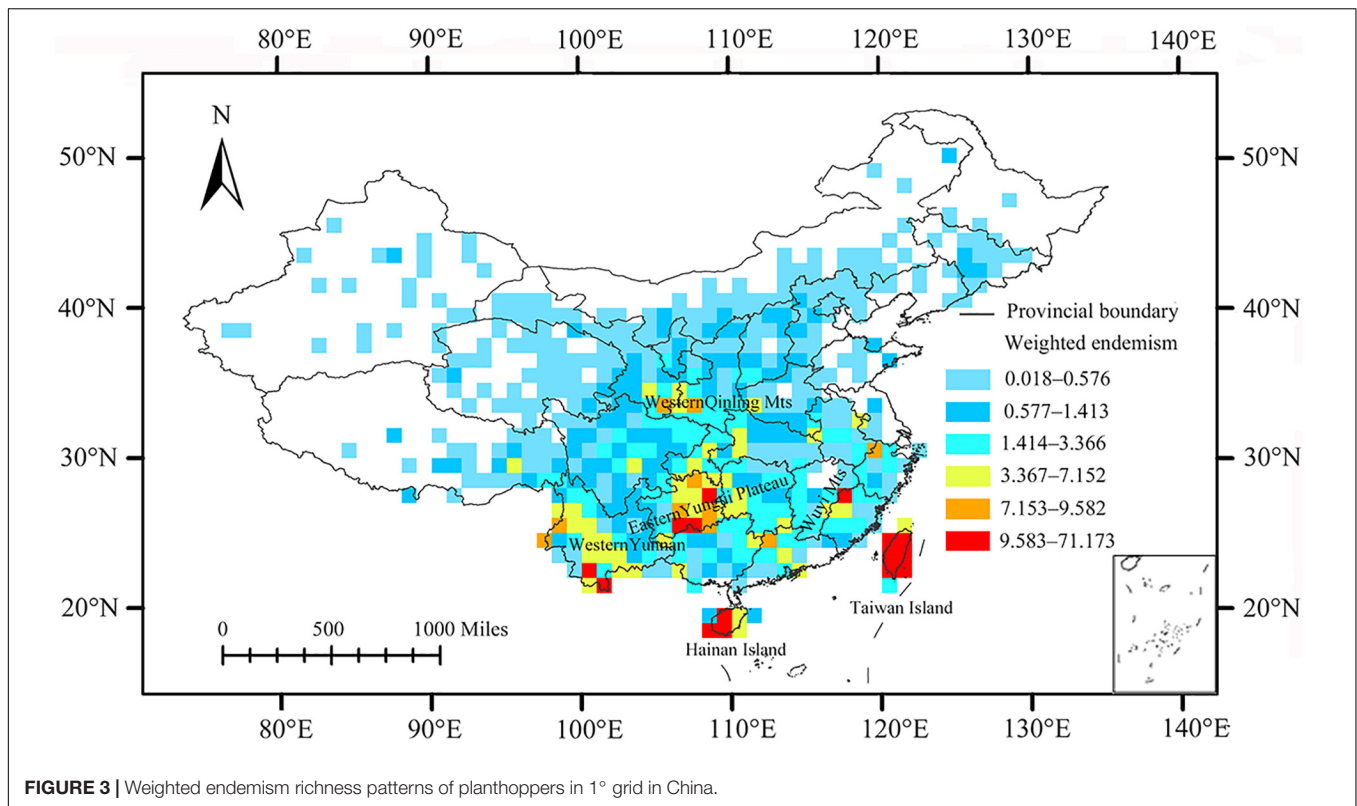 80°E 90°E 100°E 110°E 120°E 130°E 140°E
N
50°N 50°N
40°N 40°N
Provincial boundary
Weighted endemism
0.018–0.576
0.577–1.413
WesternQinling Mts
1.414–3.366
30°N 30°N
3.367–7.152
EasternYungui Plateau
Wuyi Mts
7.153–9.582
WesternYunnan
9.583–71.173
20°N 20°N
Taiwan Island
0 500 1000 Miles
Hainan Island
80°E 90°E 100°E 110°E 120°E 130°E 140°E
FIGURE 3 | Weighted endemism richness patterns of planthoppers in 1° grid in China.